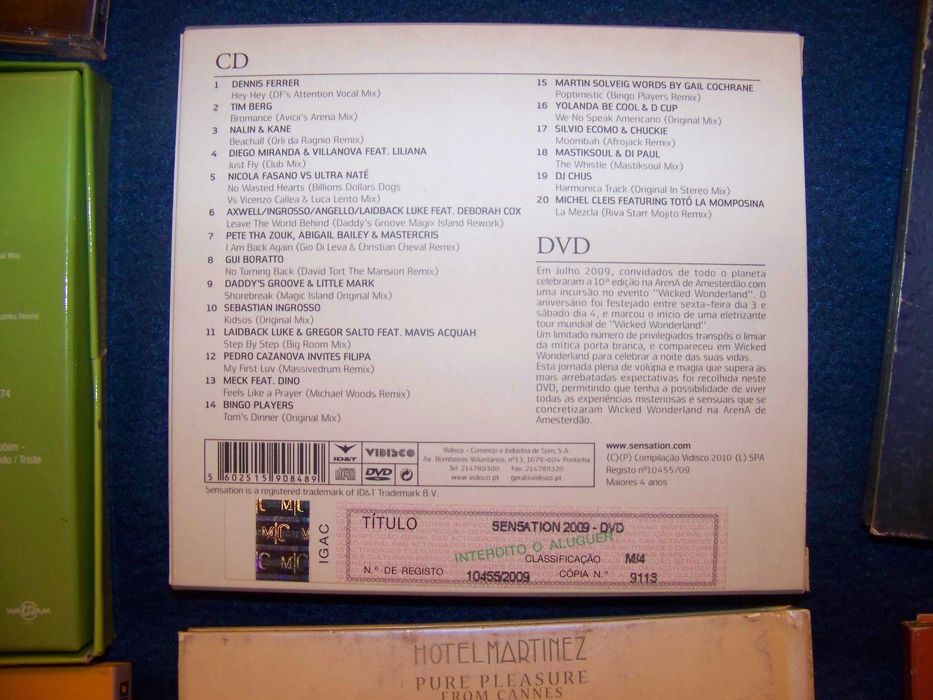 CD
1 DENNIS FERRER
Hey Hey (DF's Attention Vocal Mix)
2 TIM BERG
Bromance (Avicii's Arena Mix)
3 NALIN & KANE
Beachall (Orli da Ragnio Remix)
4 DIEGO MIRANDA & VILLANOVA FEAT. LILIANA
Just Fly (Club Mix)
5 NICOLA FASANO VS ULTRA NATÉ
No Wasted Hearts (Billions Dollars Dogs
Vs Vicenzo Callea & Luca Lento Mix)
6 AXWELL/INGROSSO/ANGELLO/LAIDBACK LUKE FEAT. DEBORAH COX
Leave The World Behind (Daddy's Groove Magix Island Rework)
7 PETE THA ZOUK, ABIGAIL BAILEY & MASTERCRIS
I Am Back Again (Gio Di Leva & Christian Cheval Remix)
8 GUI BORATTO
No Turning Back (David Tort The Mansion Remix)
9 DADDY'S GROOVE & LITTLE MARK
Shorebreak (Magic Island Original Mix)
10 SEBASTIAN INGROSSO
Kidsos (Original Mix)
11 LAIDBACK LUKE & GREGOR SALTO FEAT. MAVIS ACQUAH
Step By Step (Big Room Mix)
12 PEDRO CAZANOVA INVITES FILIPA
My First Luv (Massivedrum Remix)
13 MECK FEAT. DINO
Feels Like a Prayer (Michael Woods Remix)
14 BINGO PLAYERS
Tom's Dinner (Original Mix)
15 MARTIN SOLVEIG WORDS BY GAIL COCHRANE
Poptimistic (Bingo Players Remix)
16 YOLANDA BE COOL & D CUP
We No Speak Americano (Original Mix)
17 SILVIO ECOMO & CHUCKIE
Moombah (Afrojack Remix)
18 MASTIKSOUL & DI PAUL
The Whistle (Mastiksoul Mix)
19 DJ CHUS
Harmonica Track (Original In Stereo Mix)
20 MICHEL CLEIS FEATURING TOTÓ LA MOMPOSINA
La Mezcla (Riva Starr Mojito Remix)
DVD
Em Julho 2009, convidados de todo o planeta
celebraram a 10ª edição na ArenA de Amesterdão com
uma incursão no evento "Wicked Wonderland". O
aniversário foi festejado entre sexta-feira dia 3 e
sábado dia 4, e marcou o início de uma eletrizante
tour mundial de "Wicked Wonderland".
Um limitado número de privilegiados transpôs o limiar
da mítica porta branca, e compareceu em Wicked
Wonderland para celebrar a noite das suas vidas.
Esta jornada plena de volúpia e magia que supera as
mais arrebatadas expectativas foi recolhida neste
DVD, permitindo que tenha a possibilidade de viver
todas as experiências misteriosas e sensuais que se
concretizaram Wicked Wonderland na ArenA de
Amesterdão.
5 602515 908489
ID&T
VIDISCO
DVD
Vidisco - Comércio e Indústria de Som, S.A.
Av. Bombeiros Voluntários, nº13, 1679-004 Pontinha
Tel: 214789300 Fax: 214789320
www.vidisco.pt geral@vidisco.pt
www.sensation.com
(C)(P) Compilação Vidisco 2010 (L) SPA
Registo nº10455/09
Maiores 4 anos
Sensation is a registered trademark of ID&T Trademark B.V.
IGAC
TÍTULO
SENSATION 2009 - DVD
INTERDITO O ALUGUER
CLASSIFICAÇÃO M/4
N.º DE REGISTO 10455/2009 CÓPIA N.º 9113
74
do / Triste
HOTEL MARTINEZ
PURE PLEASURE
FROM CANNES